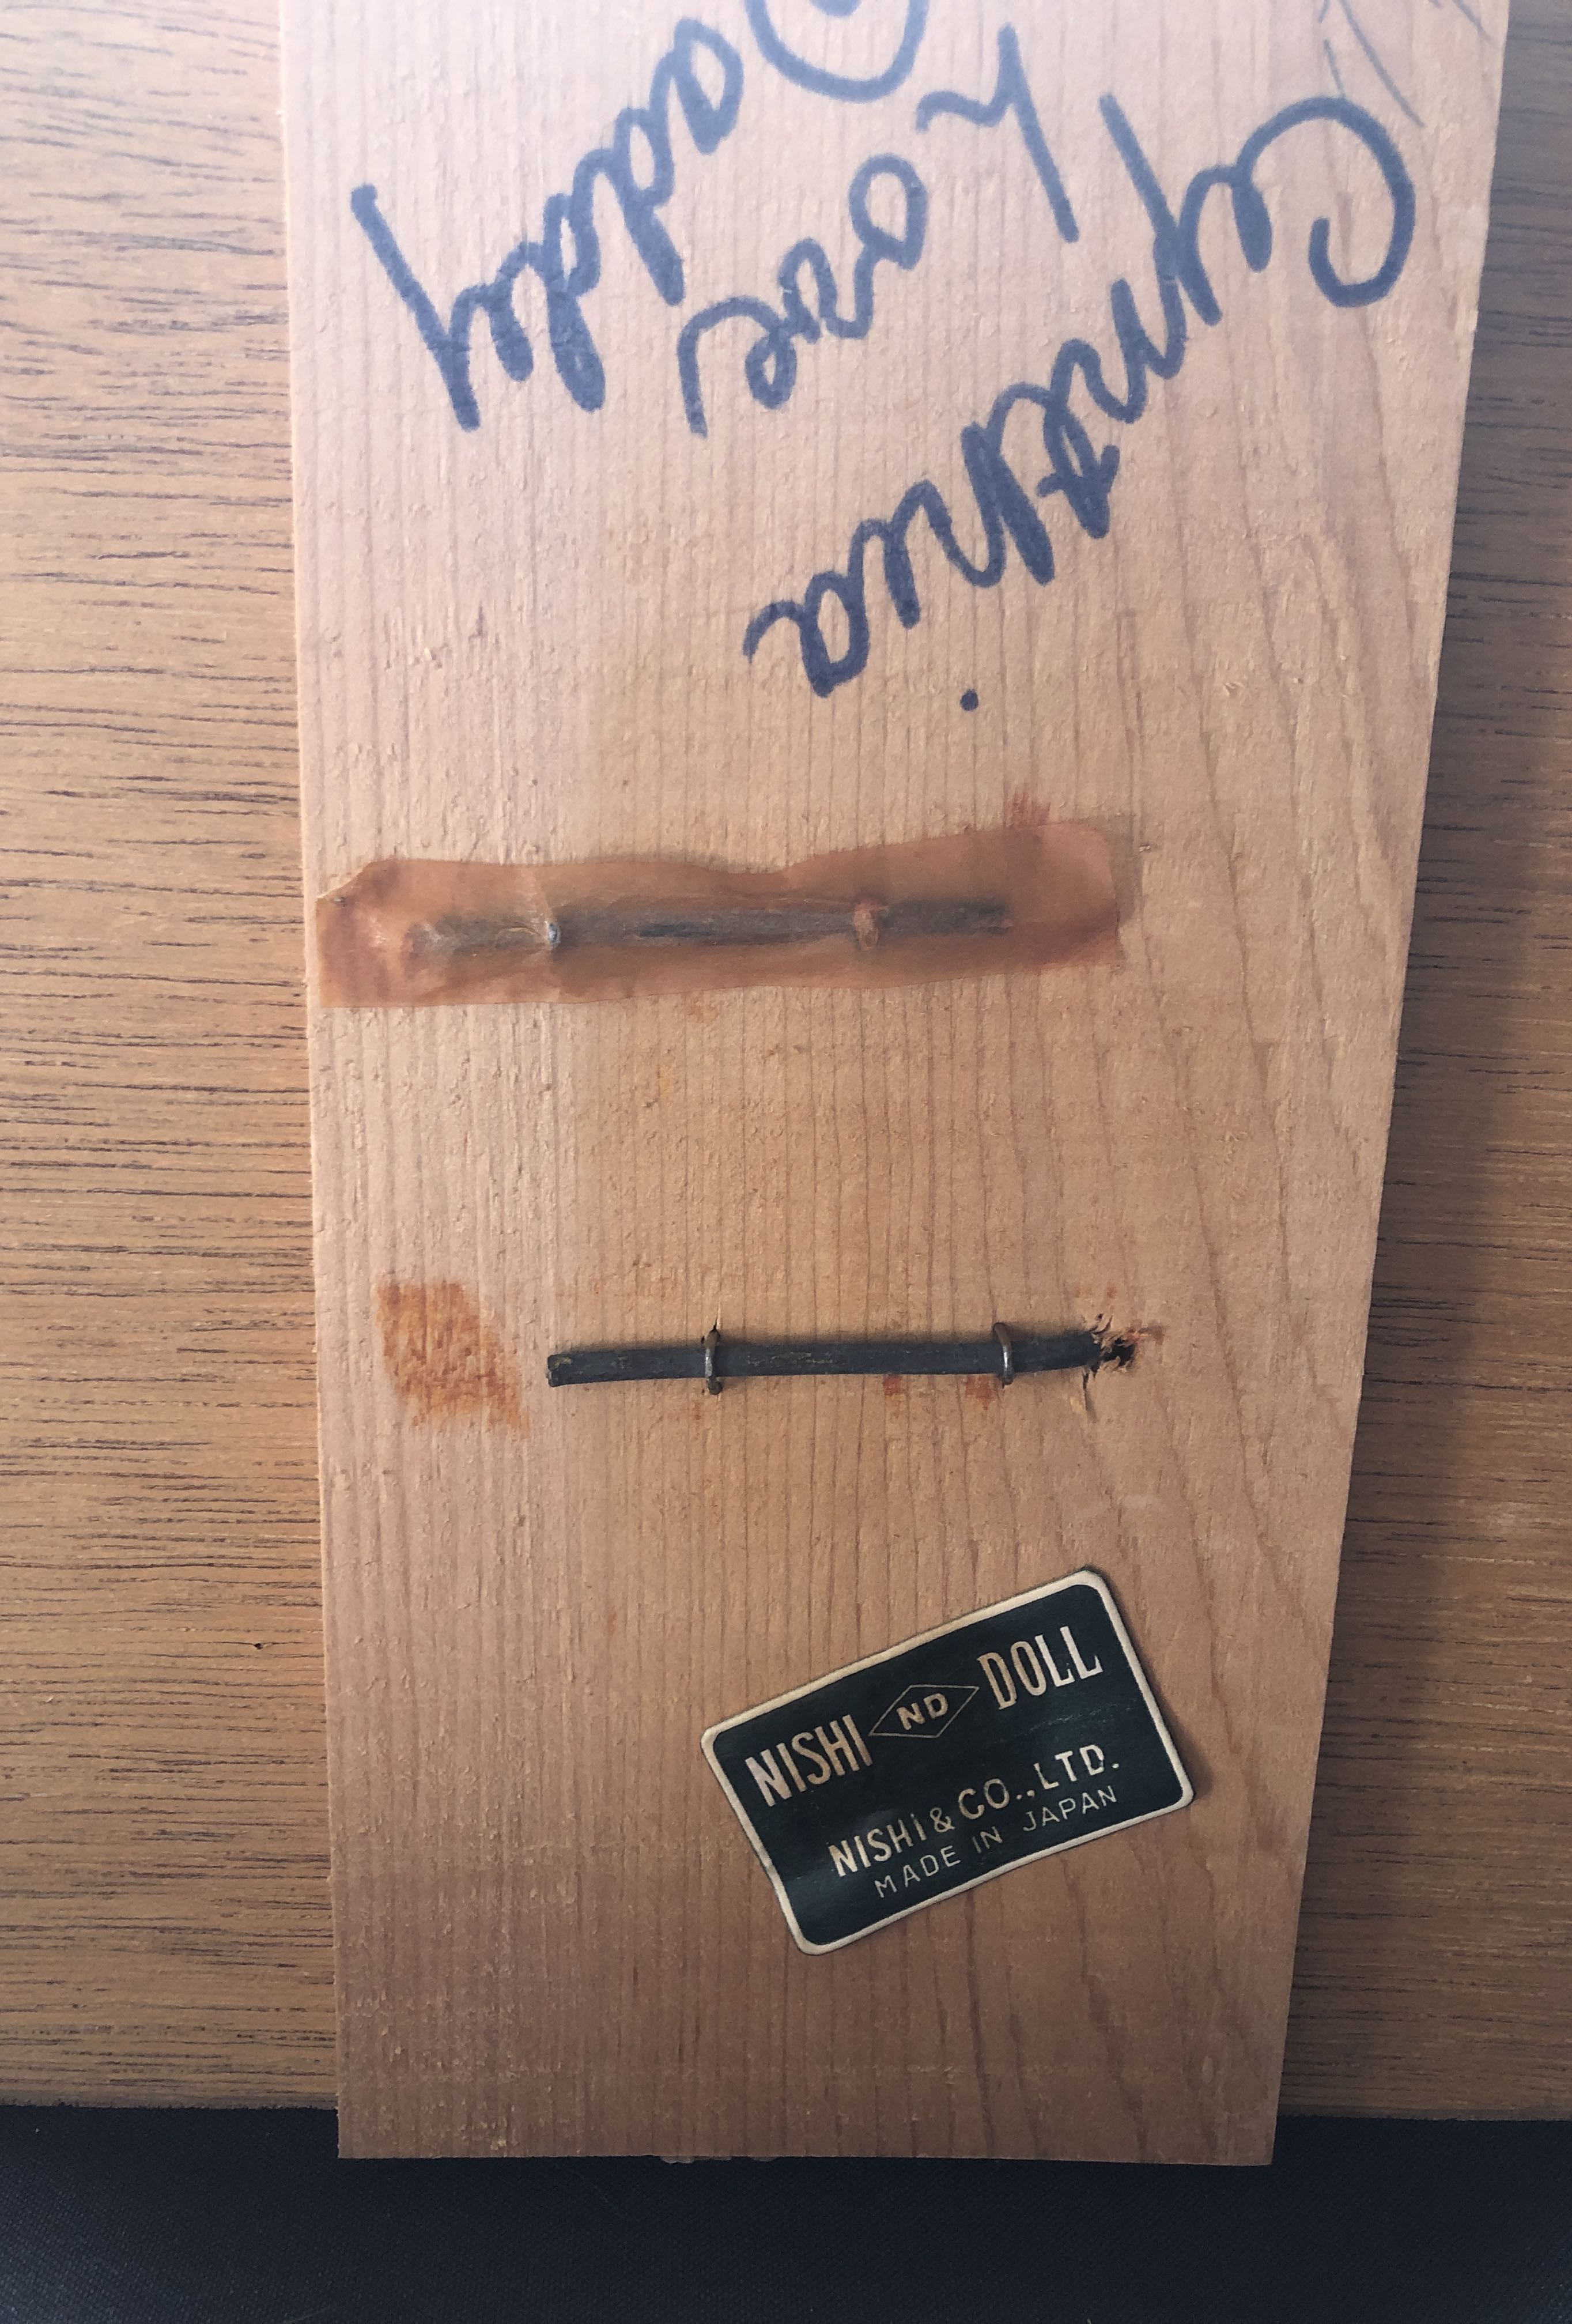 Cynthia
Love
Daddy
NISHI ND DOLL
NISHI & CO., LTD.
MADE IN JAPAN